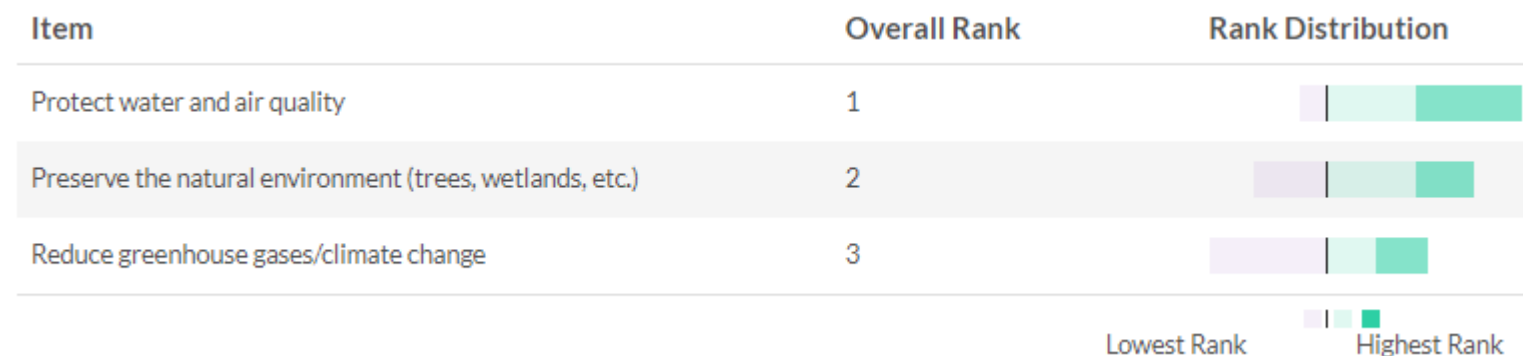 Item Overall Rank Rank Distribution
Protect water and air quality 1
Preserve the natural environment (trees, wetlands, etc.) 2
Reduce greenhouse gases/climate change 3
Lowest Rank Highest Rank